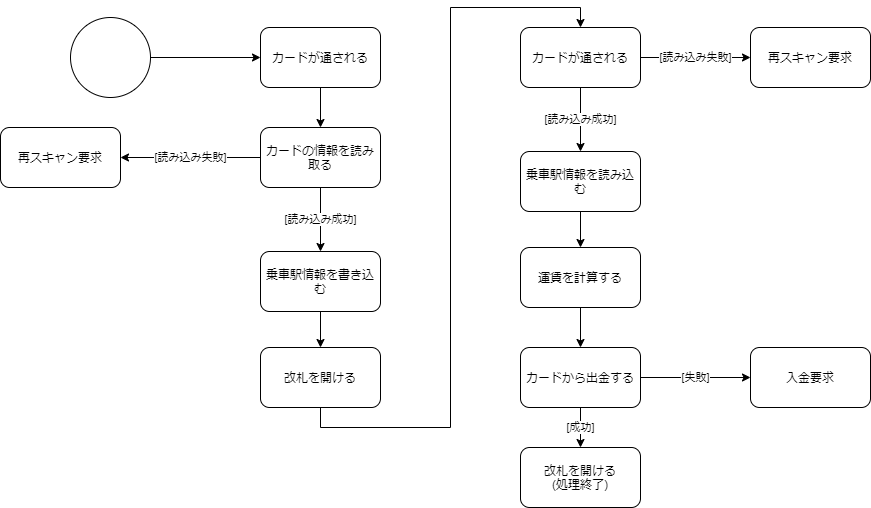 カードが通される
カードの情報を読み
取る
[読み込み失敗]
再スキャン要求
[読み込み成功]
乗車駅情報を書き込
む
改札を開ける
カードが通される
[読み込み失敗]
再スキャン要求
[読み込み成功]
乗車駅情報を読み込
む
運賃を計算する
カードから出金する
[失敗]
入金要求
[成功]
改札を開ける
(処理終了)